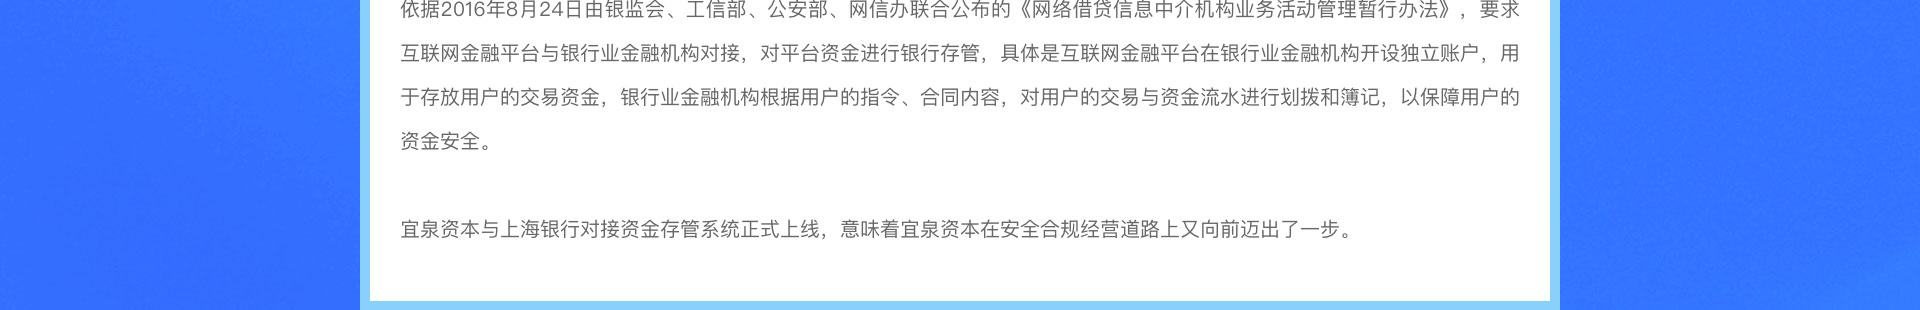 依据2016年8月24日由银监会、工信部、公安部、网信办联合公布的《网络借贷信息中介机构业务活动管理暂行办法》，要求
互联网金融平台与银行业金融机构对接，对平台资金进行银行存管，具体是互联网金融平台在银行业金融机构开设独立账户，用
于存放用户的交易资金，银行业金融机构根据用户的指令、合同内容，对用户的交易与资金流水进行划拨和簿记，以保障用户的
资金安全。
宜泉资本与上海银行对接资金存管系统正式上线，意味着宜泉资本在安全合规经营道路上又向前迈出了一步。